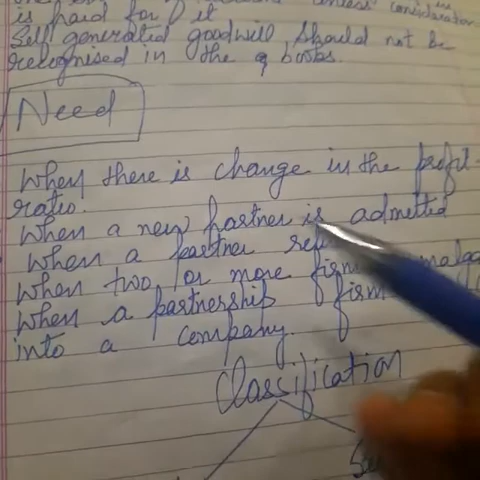 unless consideration
is paid for it
Self generated goodwill should not be
recognised in the books.
Need
When there is change in the profit
ratio.
When a new partner is admitted
When a partner
When two or more firms
When a partnership firm
into a company.
Classification